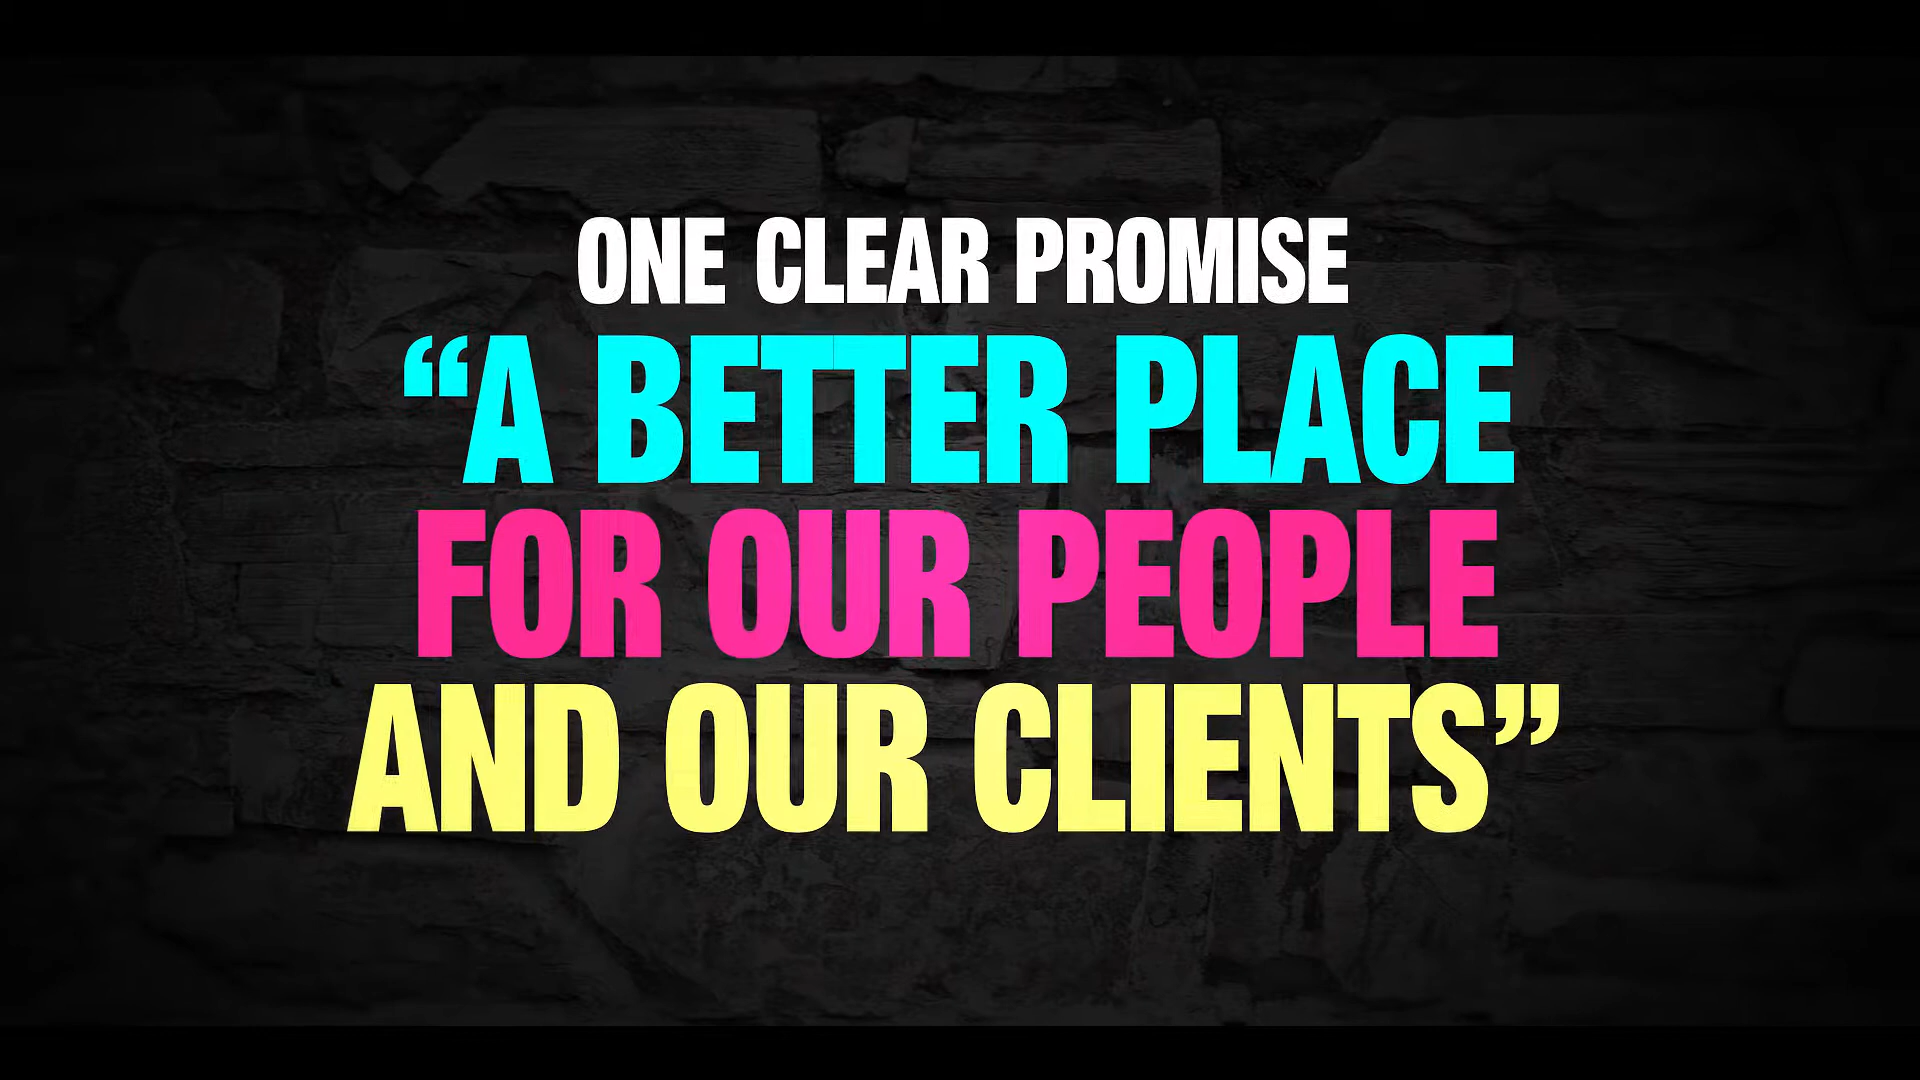 ONE CLEAR PROMISE
“A BETTER PLACE
FOR OUR PEOPLE
AND OUR CLIENTS”